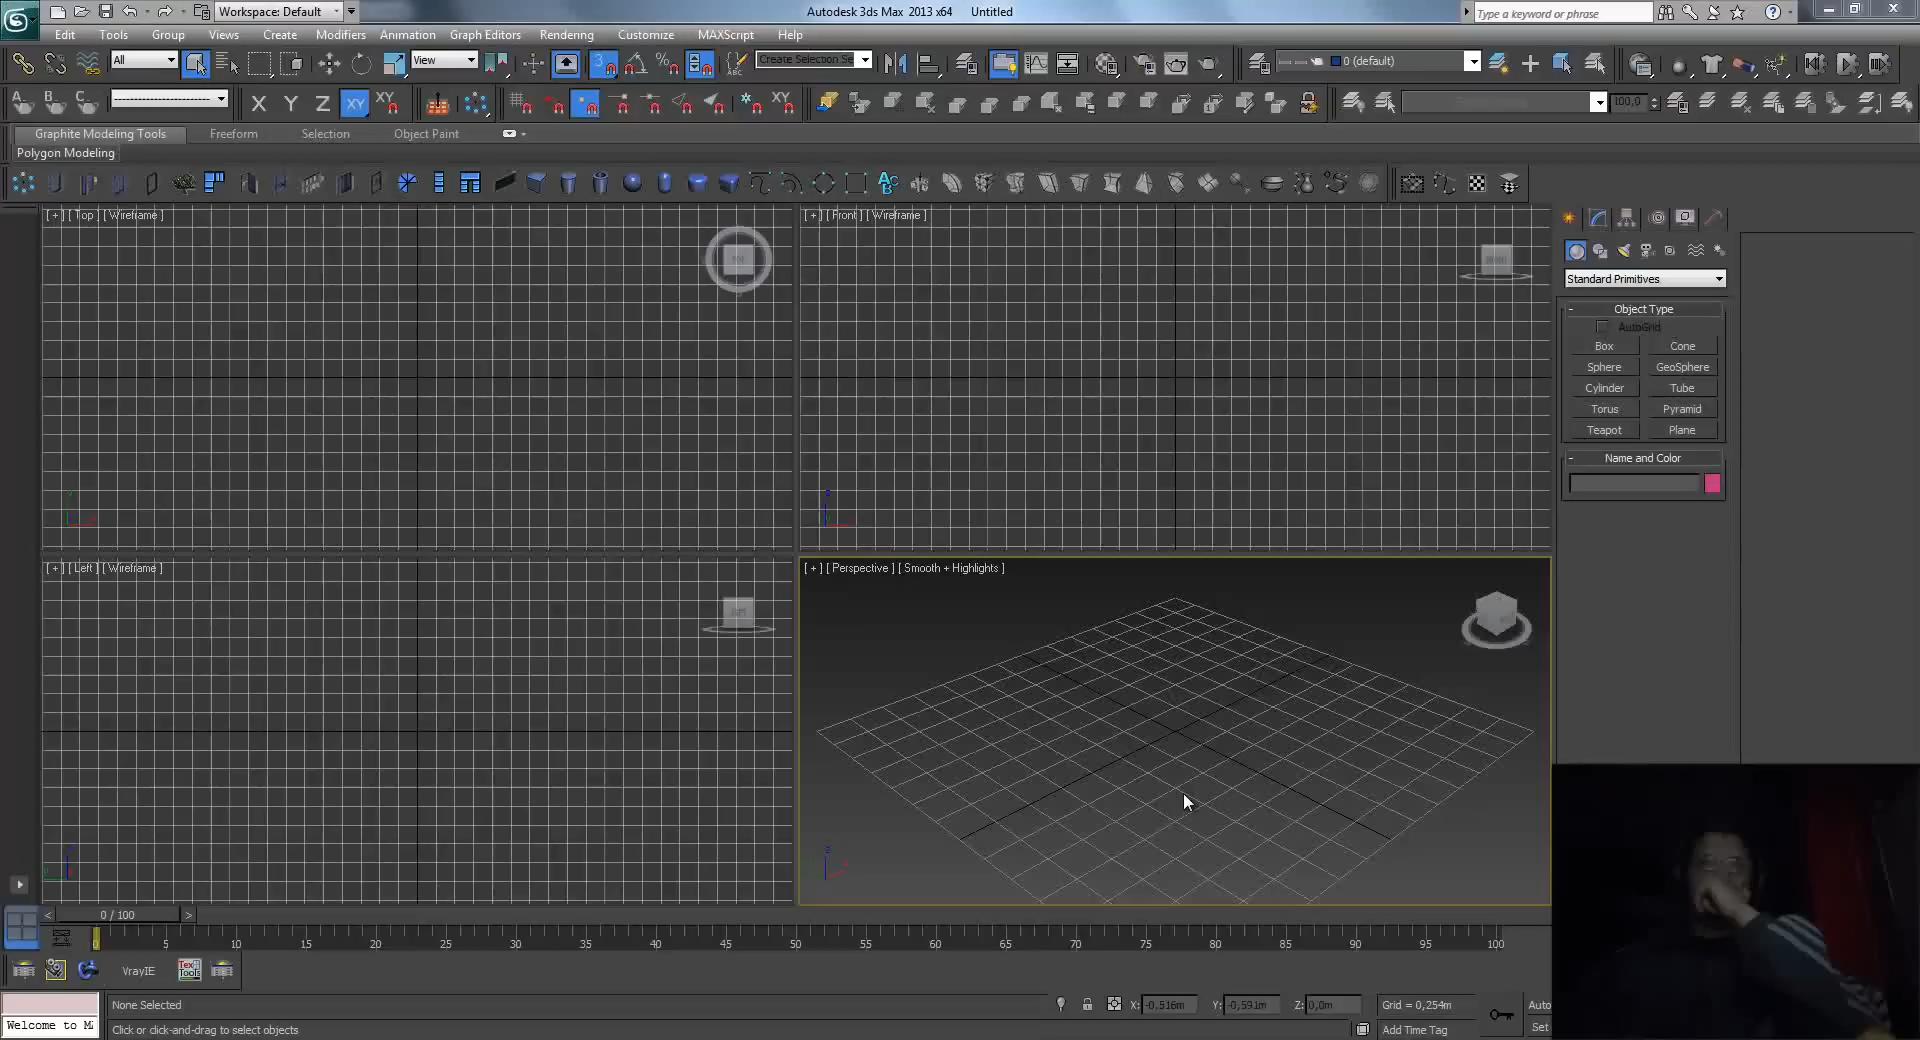 Workspace: Default
Autodesk 3ds Max 2013 x64 Untitled
Type a keyword or phrase
Edit Tools Group Views Create Modifiers Animation Graph Editors Rendering Customize MAXScript Help
All
View
3
ABC
Create Selection Se
0 (default)
A B C
X Y Z XY XY
XY
100,0
Graphite Modeling Tools Freeform Selection Object Paint
Polygon Modeling
[ + ] [ Top ] [ Wireframe ]
[ + ] [ Front ] [ Wireframe ]
Standard Primitives
- Object Type
AutoGrid
Box Cone
Sphere GeoSphere
Cylinder Tube
Torus Pyramid
Teapot Plane
- Name and Color
[ + ] [ Left ] [ Wireframe ]
[ + ] [ Perspective ] [ Smooth + Highlights ]
< 0 / 100 >
0 5 10 15 20 25 30 35 40 45 50 55 60 65 70 75 80 85 90 95 100
VrayIE
Tex
Tools
None Selected
X: -0,516m Y: -0,591m Z: 0,0m Grid = 0,254m Auto
Welcome to M
Click or click-and-drag to select objects
Add Time Tag
Set